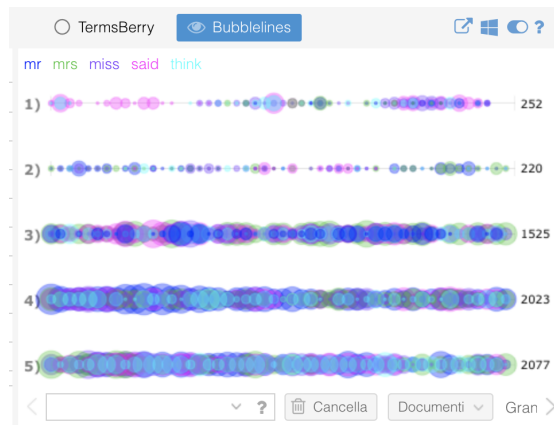 TermsBerry Bubblelines ?
mr mrs miss said think
1) 252
2) 220
3) 1525
4) 2023
5) 2077
? Cancella Documenti Gran